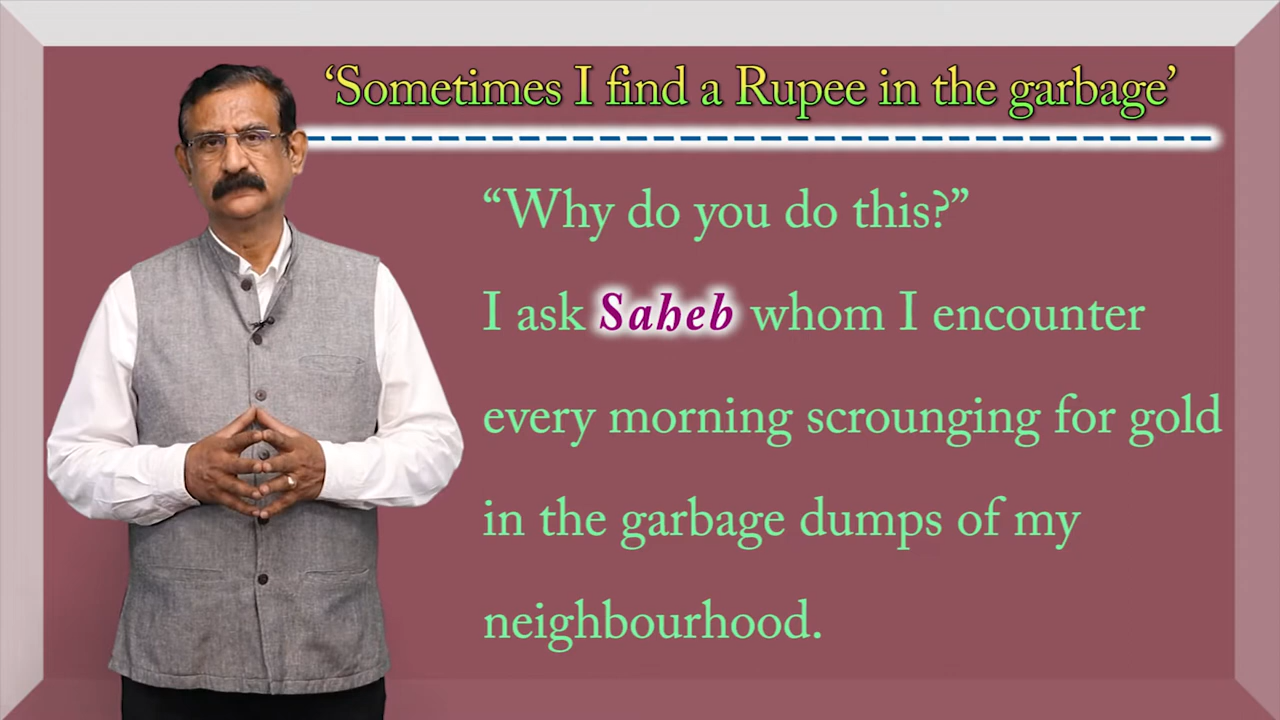 ‘Sometimes I find a Rupee in the garbage’
“Why do you do this?”
I ask Saheb whom I encounter
every morning scrounging for gold
in the garbage dumps of my
neighbourhood.